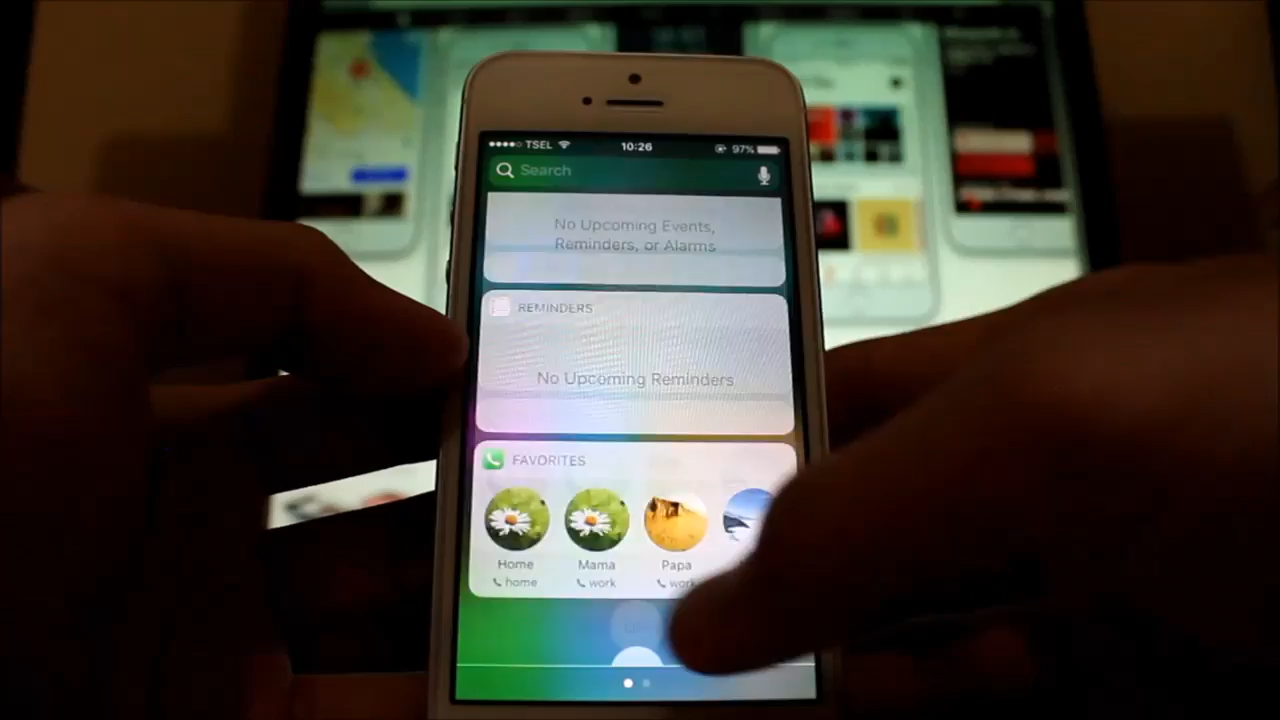 TSEL 10:26 97%
Search
No Upcoming Events,
Reminders, or Alarms
REMINDERS
No Upcoming Reminders
FAVORITES
Home Mama Papa
home work work